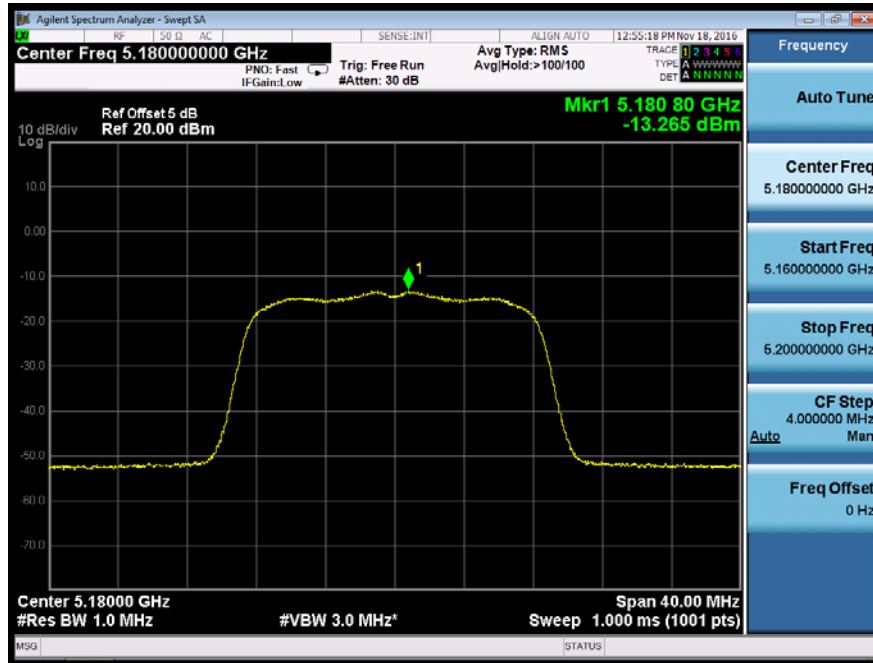 Agilent Spectrum Analyzer - Swept SA
LXI RF 50 Ω AC SENSE:INT ALIGN AUTO 12:55:18 PM Nov 18, 2016
Center Freq 5.180000000 GHz
PNO: Fast
IFGain:Low
Trig: Free Run
#Atten: 30 dB
Avg Type: RMS
Avg|Hold:>100/100
TRACE 1 2 3 4 5 6
TYPE A WWWWW
DET A N N N N N
Ref Offset 5 dB
Ref 20.00 dBm
10 dB/div
Log
Mkr1 5.180 80 GHz
-13.265 dBm
10.0
0.00
-10.0
-20.0
-30.0
-40.0
-50.0
-60.0
-70.0
1
Center 5.18000 GHz
Span 40.00 MHz
#Res BW 1.0 MHz
#VBW 3.0 MHz*
Sweep 1.000 ms (1001 pts)
MSG
STATUS
Frequency
Auto Tune
Center Freq
5.180000000 GHz
Start Freq
5.160000000 GHz
Stop Freq
5.200000000 GHz
CF Step
4.000000 MHz
Auto Man
Freq Offset
0 Hz